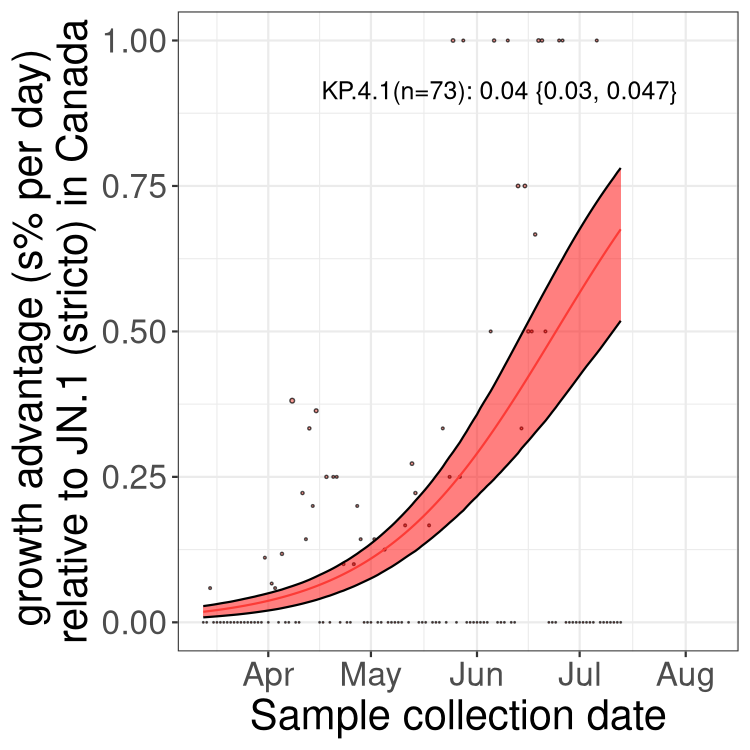 growth advantage (s% per day)
relative to JN.1 (stricto) in Canada
1.00
0.75
0.50
0.25
0.00
KP.4.1(n=73): 0.04 {0.03, 0.047}
Apr May Jun Jul Aug
Sample collection date